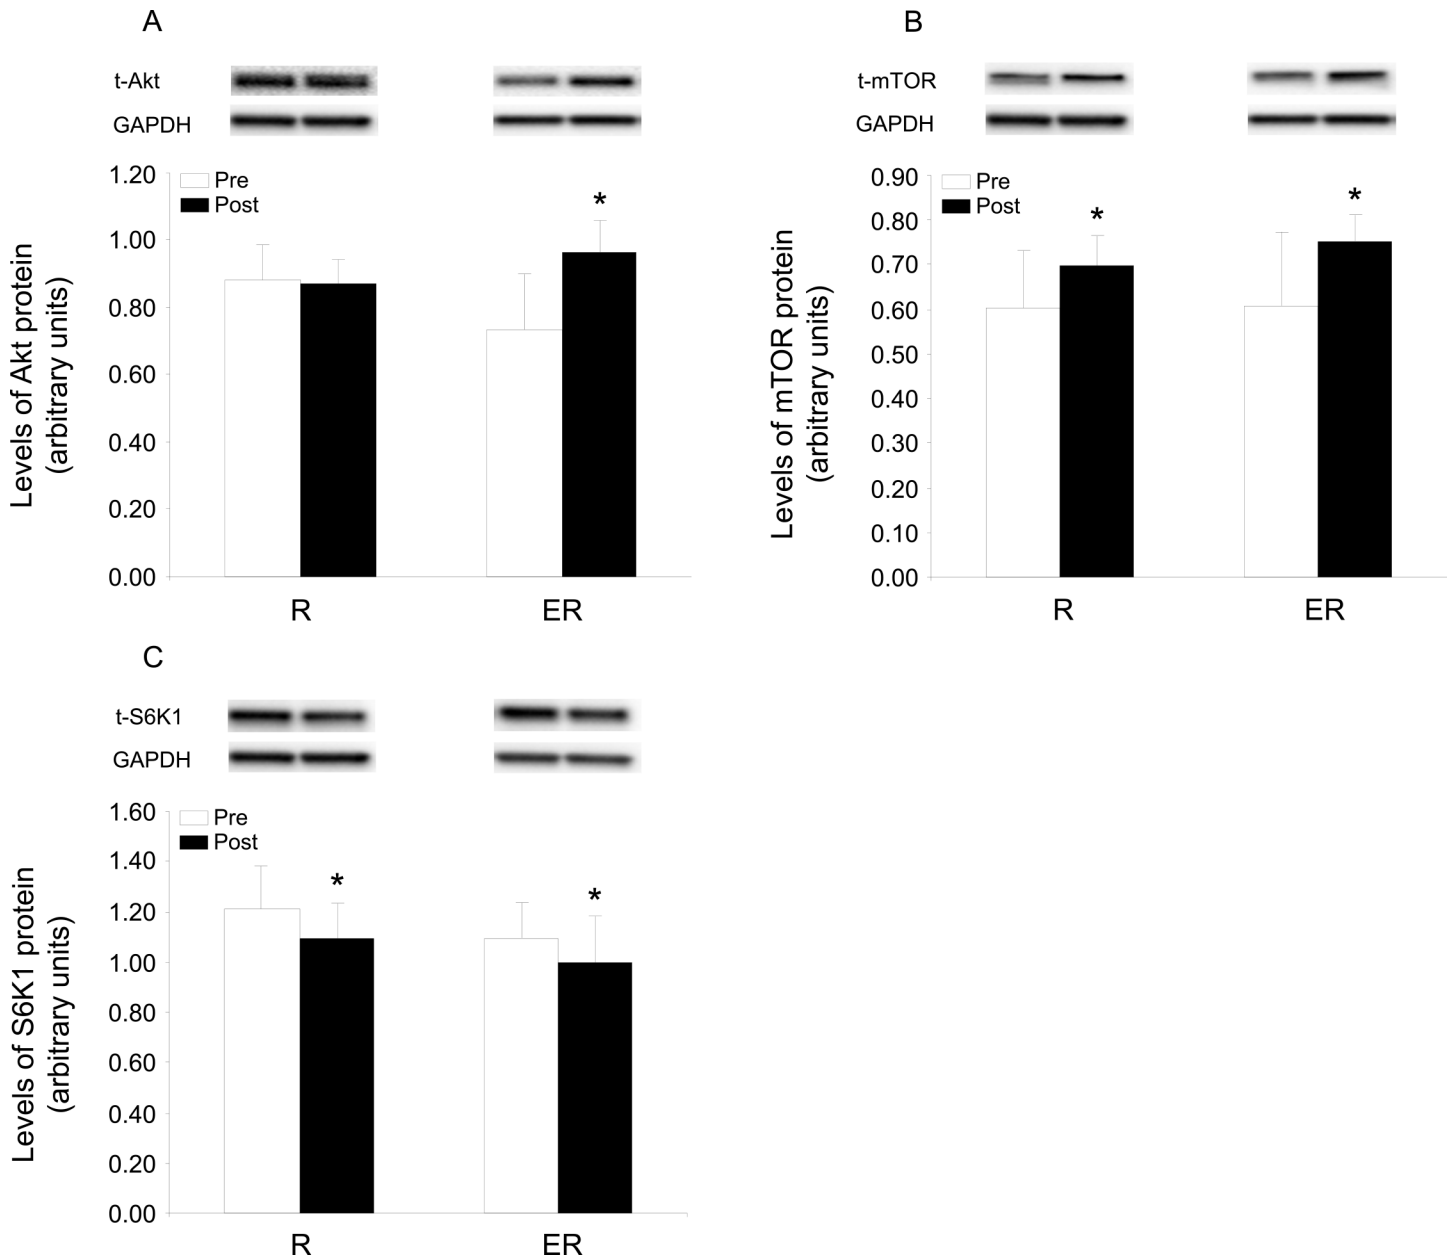 A
t-Akt
GAPDH
1.20
1.00
0.80
0.60
0.40
0.20
0.00
Pre
Post
*
Levels of Akt protein
(arbitrary units)
R
ER
B
t-mTOR
GAPDH
0.90
0.80
0.70
0.60
0.50
0.40
0.30
0.20
0.10
0.00
Pre
Post
*
*
Levels of mTOR protein
(arbitrary units)
R
ER
C
t-S6K1
GAPDH
1.60
1.40
1.20
1.00
0.80
0.60
0.40
0.20
0.00
Pre
Post
*
*
Levels of S6K1 protein
(arbitrary units)
R
ER